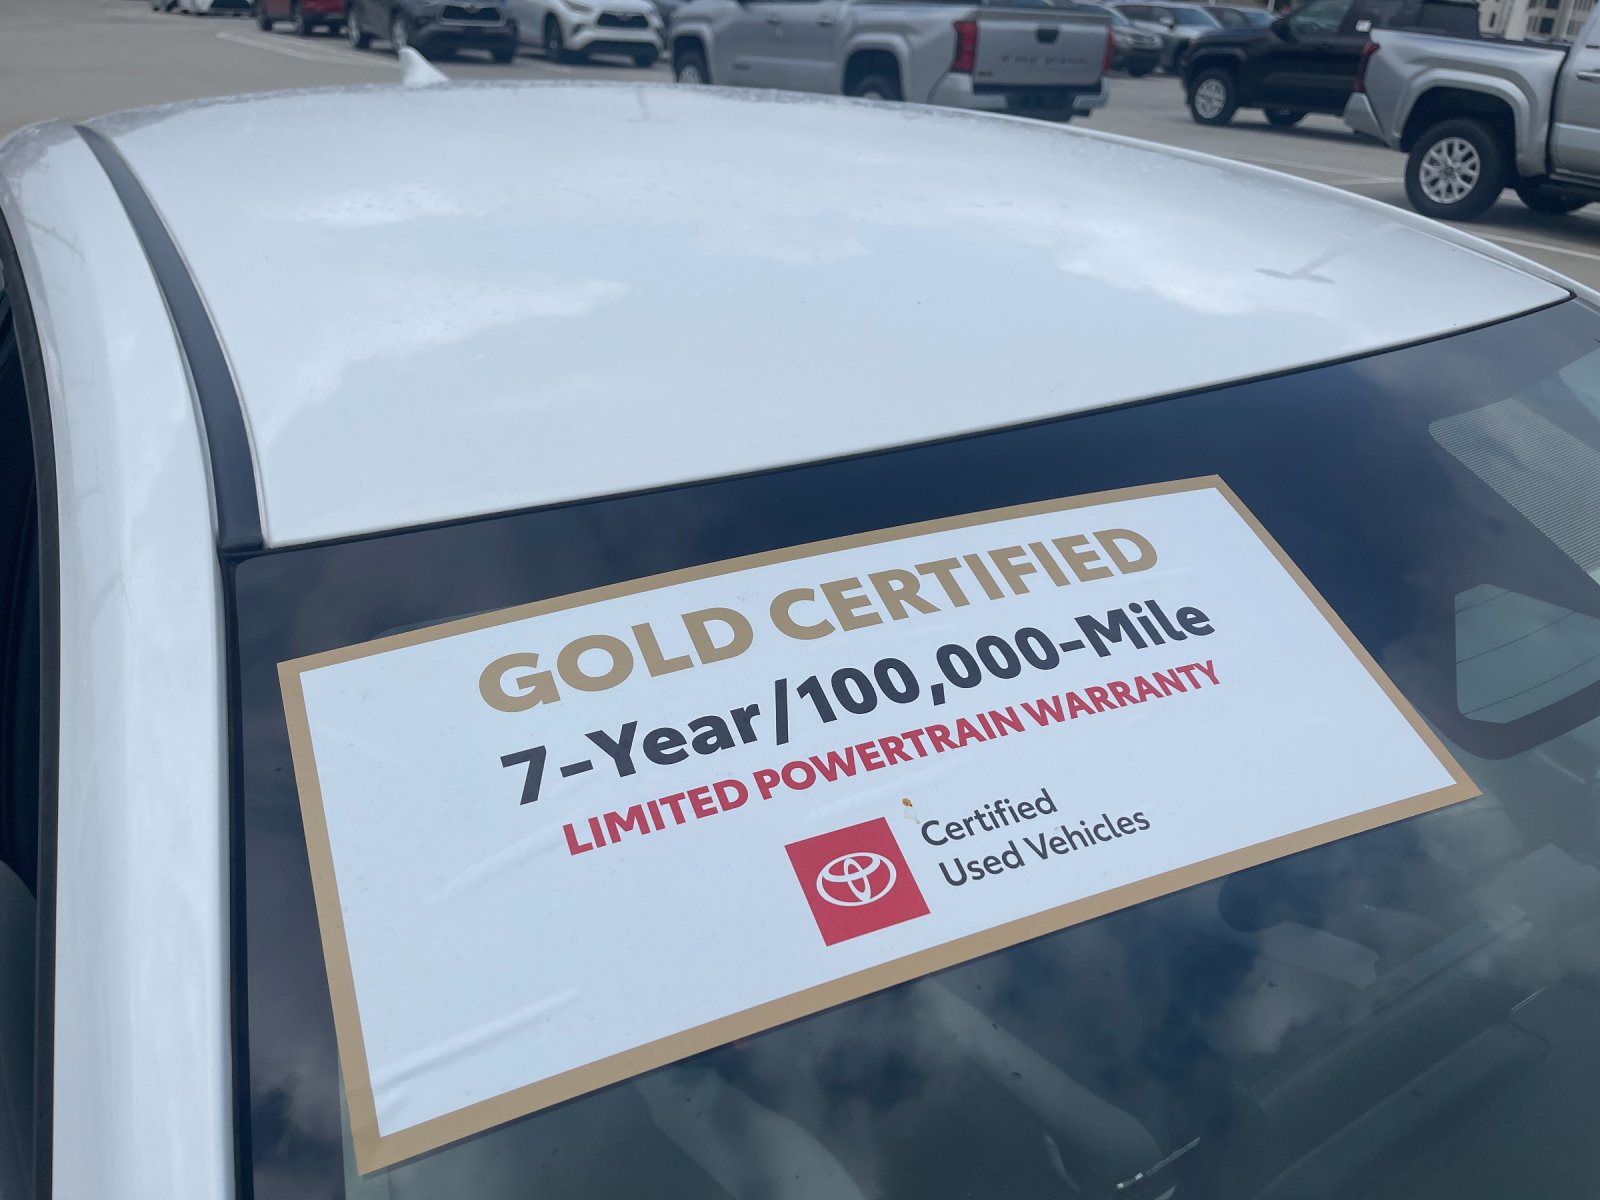 GOLD CERTIFIED
7-Year/100,000-Mile
LIMITED POWERTRAIN WARRANTY
Certified
Used Vehicles